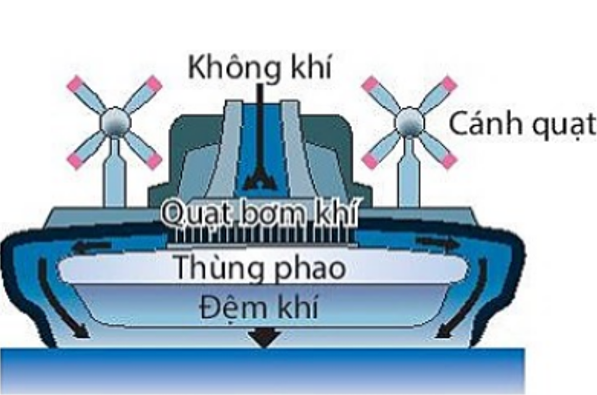 Không khí
Cánh quạt
Quạt bơm khí
Thùng phao
Đệm khí